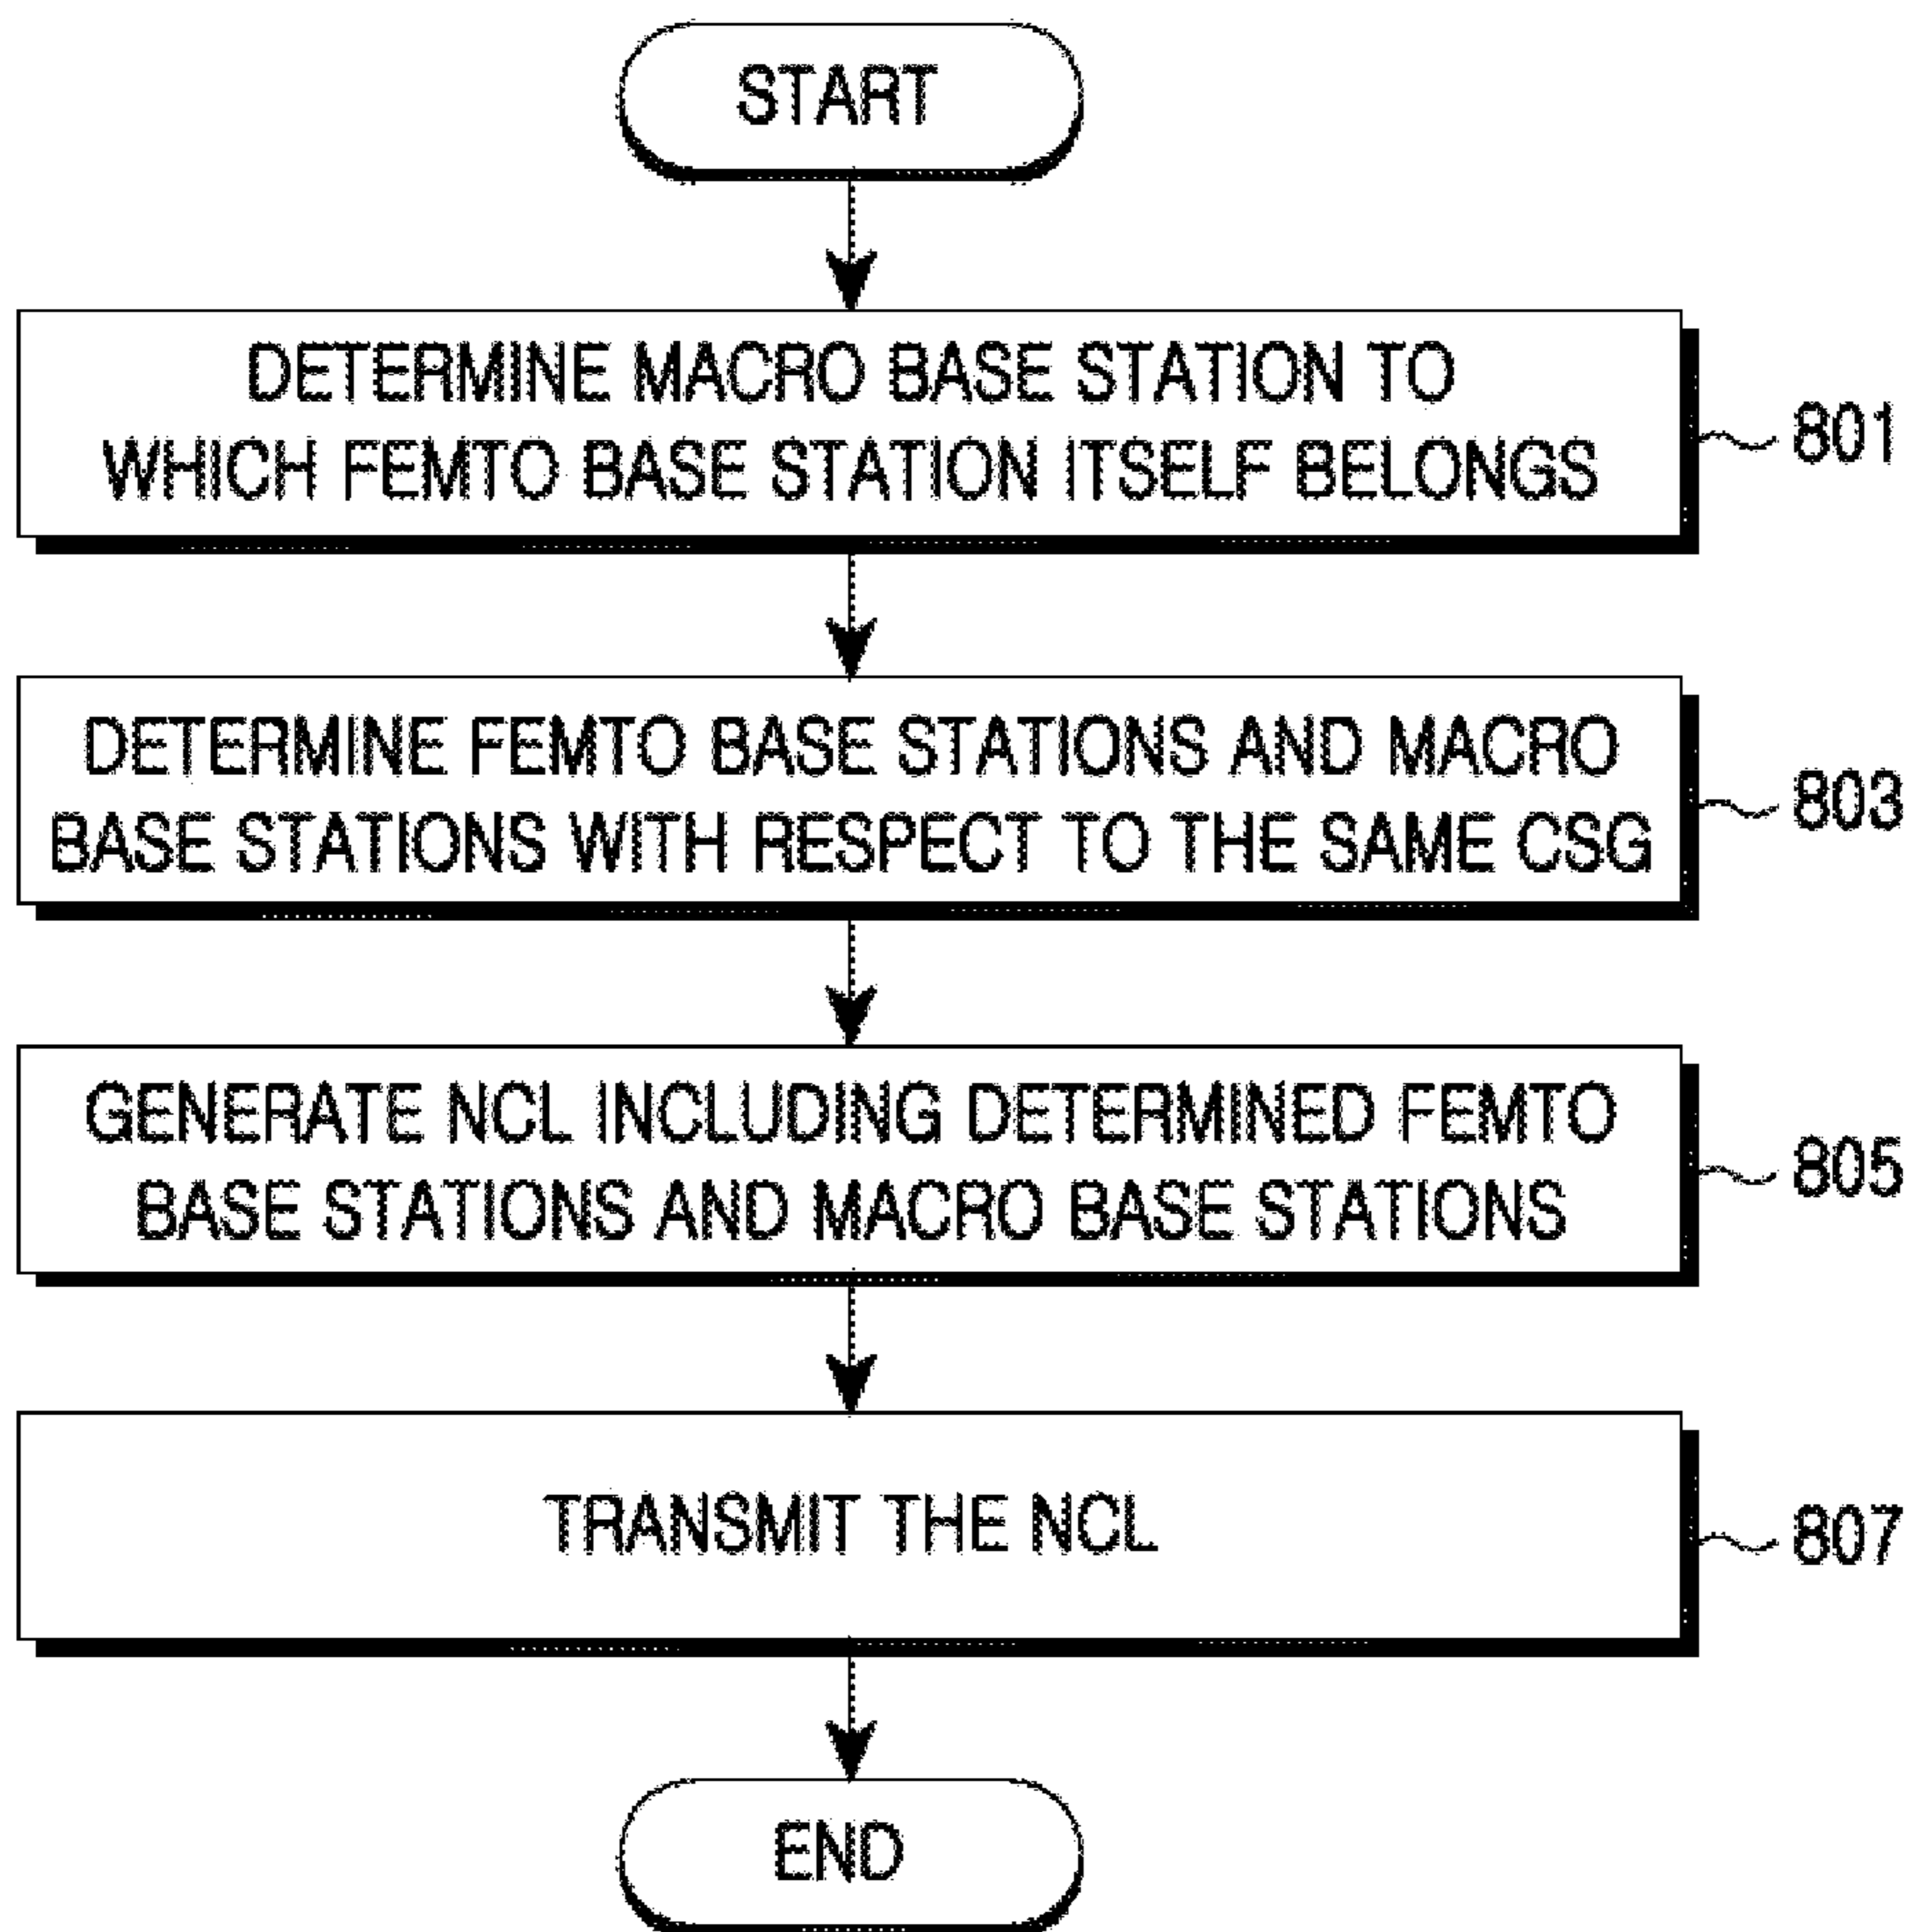 START
DETERMINE MACRO BASE STATION TO
WHICH FEMTO BASE STATION ITSELF BELONGS
801
DETERMINE FEMTO BASE STATIONS AND MACRO
BASE STATIONS WITH RESPECT TO THE SAME CSG
803
GENERATE NCL INCLUDING DETERMINED FEMTO
BASE STATIONS AND MACRO BASE STATIONS
805
TRANSMIT THE NCL
807
END